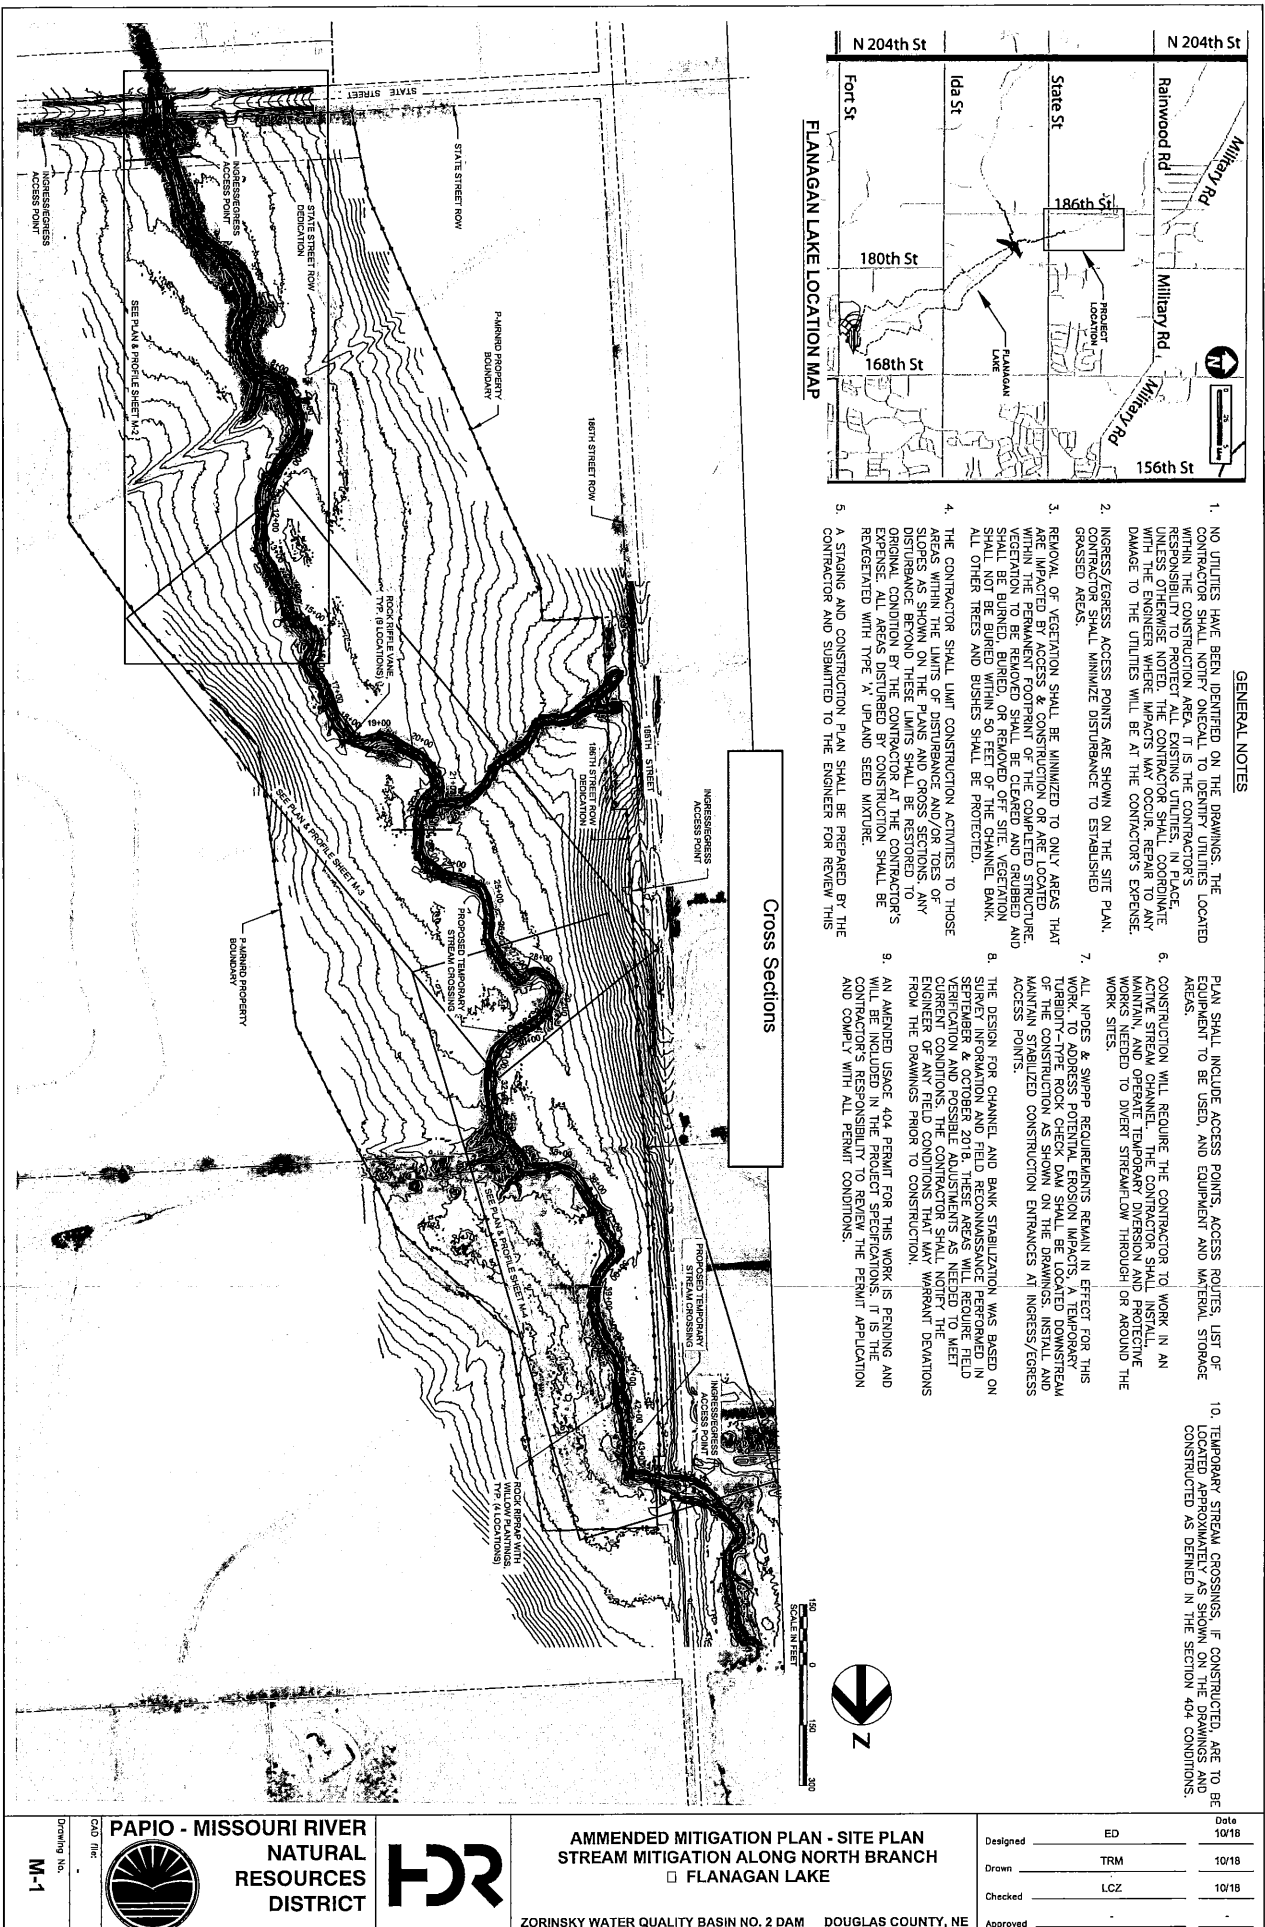 N 204th St
N 204th St
Fort St
Ida St
State St
Rainwood Rd
Military Rd
186th St
180th St
Military Rd
PROJECT
LOCATION
FLANAGAN
LAKE
168th St
Military Rd
156th St
N
FLANAGAN LAKE LOCATION MAP
GENERAL NOTES
1. NO UTILITIES HAVE BEEN IDENTIFIED ON THE DRAWINGS. THE
CONTRACTOR SHALL NOTIFY ONECALL TO IDENTIFY UTILITIES LOCATED
WITHIN THE CONSTRUCTION AREA. IT IS THE CONTRACTOR'S
RESPONSIBILITY TO PROTECT ALL EXISTING UTILITIES, IN PLACE,
UNLESS OTHERWISE NOTED. THE CONTRACTOR SHALL COORDINATE
WITH THE ENGINEER WHERE IMPACTS MAY OCCUR. REPAIR TO ANY
DAMAGE TO THE UTILITIES WILL BE AT THE CONTACTOR'S EXPENSE.
2. INGRESS/EGRESS ACCESS POINTS ARE SHOWN ON THE SITE PLAN.
CONTRACTOR SHALL MINIMIZE DISTURBANCE TO ESTABLISHED
GRASSED AREAS.
3. REMOVAL OF VEGETATION SHALL BE MINIMIZED TO ONLY AREAS THAT
ARE IMPACTED BY ACCESS & CONSTRUCTION OR ARE LOCATED
WITHIN THE PERMANENT FOOTPRINT OF THE COMPLETED STRUCTURE.
VEGETATION TO BE REMOVED SHALL BE CLEARED AND GRUBBED AND
SHALL BE BURNED, BURIED, OR REMOVED OFF SITE. VEGETATION
SHALL NOT BE BURIED WITHIN 50 FEET OF THE CHANNEL BANK.
ALL OTHER TREES AND BUSHES SHALL BE PROTECTED.
4. THE CONTRACTOR SHALL LIMIT CONSTRUCTION ACTIVITIES TO THOSE
AREAS WITHIN THE LIMITS OF DISTURBANCE AND/OR TOES OF
SLOPES AS SHOWN ON THE PLANS AND CROSS SECTIONS. ANY
DISTURBANCE BEYOND THESE LIMITS SHALL BE RESTORED TO
ORIGINAL CONDITION BY THE CONTRACTOR AT THE CONTRACTOR'S
EXPENSE. ALL AREAS DISTURBED BY CONSTRUCTION SHALL BE
REVEGETATED WITH TYPE 'A' UPLAND SEED MIXTURE.
5. A STAGING AND CONSTRUCTION PLAN SHALL BE PREPARED BY THE
CONTRACTOR AND SUBMITTED TO THE ENGINEER FOR REVIEW THIS
PLAN SHALL INCLUDE ACCESS POINTS, ACCESS ROUTES, LIST OF
EQUIPMENT TO BE USED, AND EQUIPMENT AND MATERIAL STORAGE
AREAS.
6. CONSTRUCTION WILL REQUIRE THE CONTRACTOR TO WORK IN AN
ACTIVE STREAM CHANNEL. THE CONTRACTOR SHALL INSTALL,
MAINTAIN, AND OPERATE TEMPORARY DIVERSION AND PROTECTIVE
WORKS NEEDED TO DIVERT STREAMFLOW THROUGH OR AROUND THE
WORK SITES.
7. ALL NPDES & SWPPP REQUIREMENTS REMAIN IN EFFECT FOR THIS
WORK. TO ADDRESS POTENTIAL EROSION IMPACTS, A TEMPORARY
TURBIDITY-TYPE ROCK CHECK DAM SHALL BE LOCATED DOWNSTREAM
OF THE CONSTRUCTION AS SHOWN ON THE DRAWINGS. INSTALL AND
MAINTAIN STABILIZED CONSTRUCTION ENTRANCES AT INGRESS/EGRESS
ACCESS POINTS.
8. THE DESIGN FOR CHANNEL AND BANK STABILIZATION WAS BASED ON
SURVEY INFORMATION AND FIELD RECONNAISSANCE PERFORMED IN
SEPTEMBER & OCTOBER 2018. THESE AREAS WILL REQUIRE FIELD
VERIFICATION AND POSSIBLE ADJUSTMENTS AS NEEDED TO MEET
CURRENT CONDITIONS. THE CONTRACTOR SHALL NOTIFY THE
ENGINEER OF ANY FIELD CONDITIONS THAT MAY WARRANT DEVIATIONS
FROM THE DRAWINGS PRIOR TO CONSTRUCTION.
9. AN AMENDED USACE 404 PERMIT FOR THIS WORK IS PENDING AND
WILL BE INCLUDED IN THE PROJECT SPECIFICATIONS. IT IS THE
CONTRACTOR'S RESPONSIBILITY TO REVIEW THE PERMIT APPLICATION
AND COMPLY WITH ALL PERMIT CONDITIONS.
10. TEMPORARY STREAM CROSSINGS, IF CONSTRUCTED, ARE TO BE
LOCATED APPROXIMATELY AS SHOWN ON THE DRAWINGS AND
CONSTRUCTED AS DEFINED IN THE SECTION 404 CONDITIONS.
STATE STREET
STATE STREET ROW
INGRESS/EGRESS
ACCESS POINT
INGRESS/EGRESS
ACCESS POINT
STATE STREET ROW
DEDICATION
SEE PLAN & PROFILE SHEET M-2
P-MRNRD PROPERTY
BOUNDARY
186TH STREET ROW
12+00
15+00
17+00
18+00
19+00
20+00
21+00
ROCK RIFFLE VANE,
TYP. (9 LOCATIONS)
186TH STREET
186TH STREET ROW
DEDICATION
INGRESS/EGRESS
ACCESS POINT
Cross Sections
SEE PLAN & PROFILE SHEET M-3
P-MRNRD PROPERTY
BOUNDARY
25+00
28+00
PROPOSED TEMPORARY
STREAM CROSSING
SEE PLAN & PROFILE SHEET M-4
39+00
42+00
43+00
PROPOSED TEMPORARY
STREAM CROSSING
INGRESS/EGRESS
ACCESS POINT
ROCK RIPRAP WITH
WILLOW PLANTINGS,
TYP. (4 LOCATIONS)
150 0 150 300
SCALE IN FEET
N
Drawing No.
M-1
CAD file:
-
PAPIO - MISSOURI RIVER
NATURAL
RESOURCES
DISTRICT
HDR
AMMENDED MITIGATION PLAN - SITE PLAN
STREAM MITIGATION ALONG NORTH BRANCH
□ FLANAGAN LAKE
ZORINSKY WATER QUALITY BASIN NO. 2 DAM DOUGLAS COUNTY, NE
Date
Designed ED 10/18
Drawn TRM 10/18
Checked LCZ 10/18
Approved - -